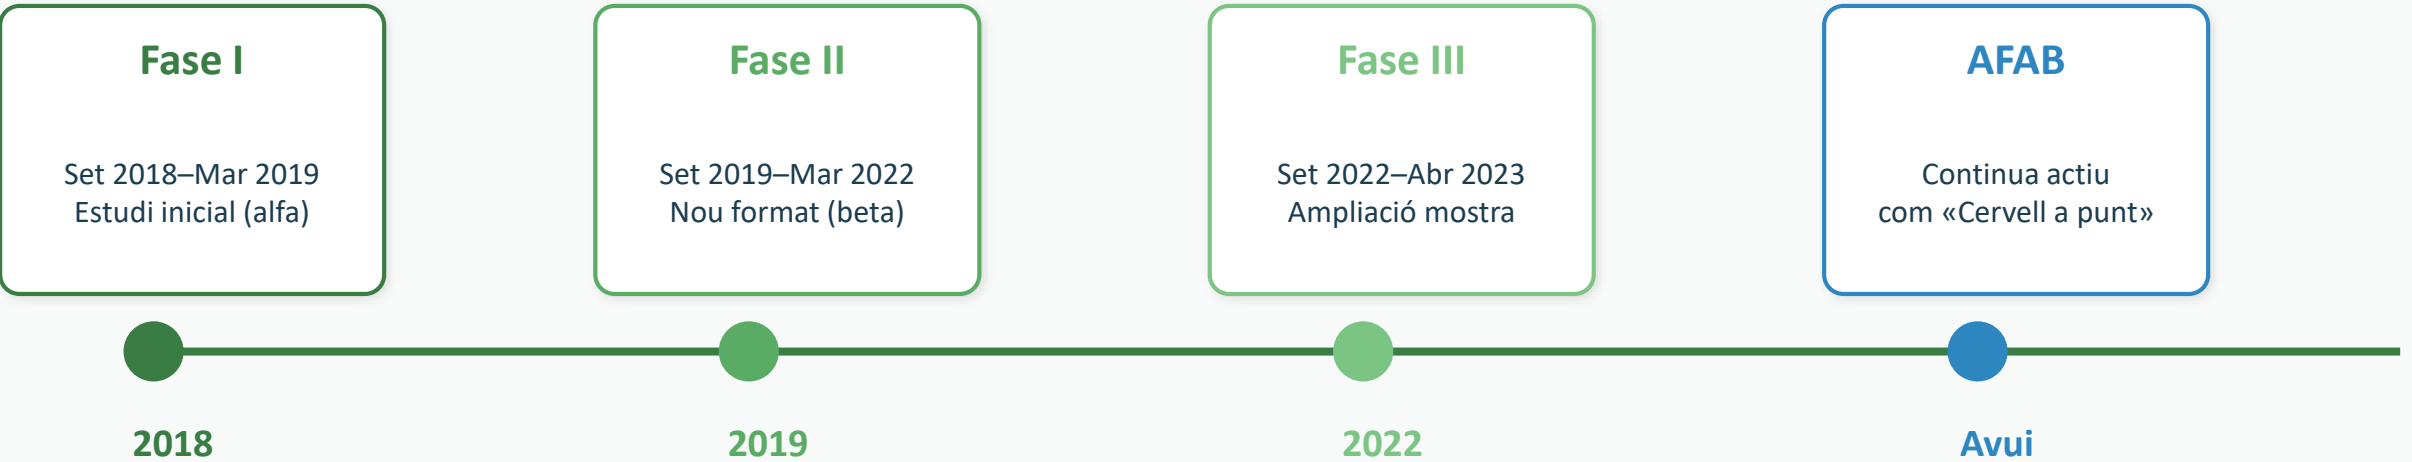 Fase I
Set 2018–Mar 2019
Estudi inicial (alfa)
Fase II
Set 2019–Mar 2022
Nou format (beta)
Fase III
Set 2022–Abr 2023
Ampliació mostra
AFAB
Continua actiu
com «Cervell a punt»
2018
2019
2022
Avui